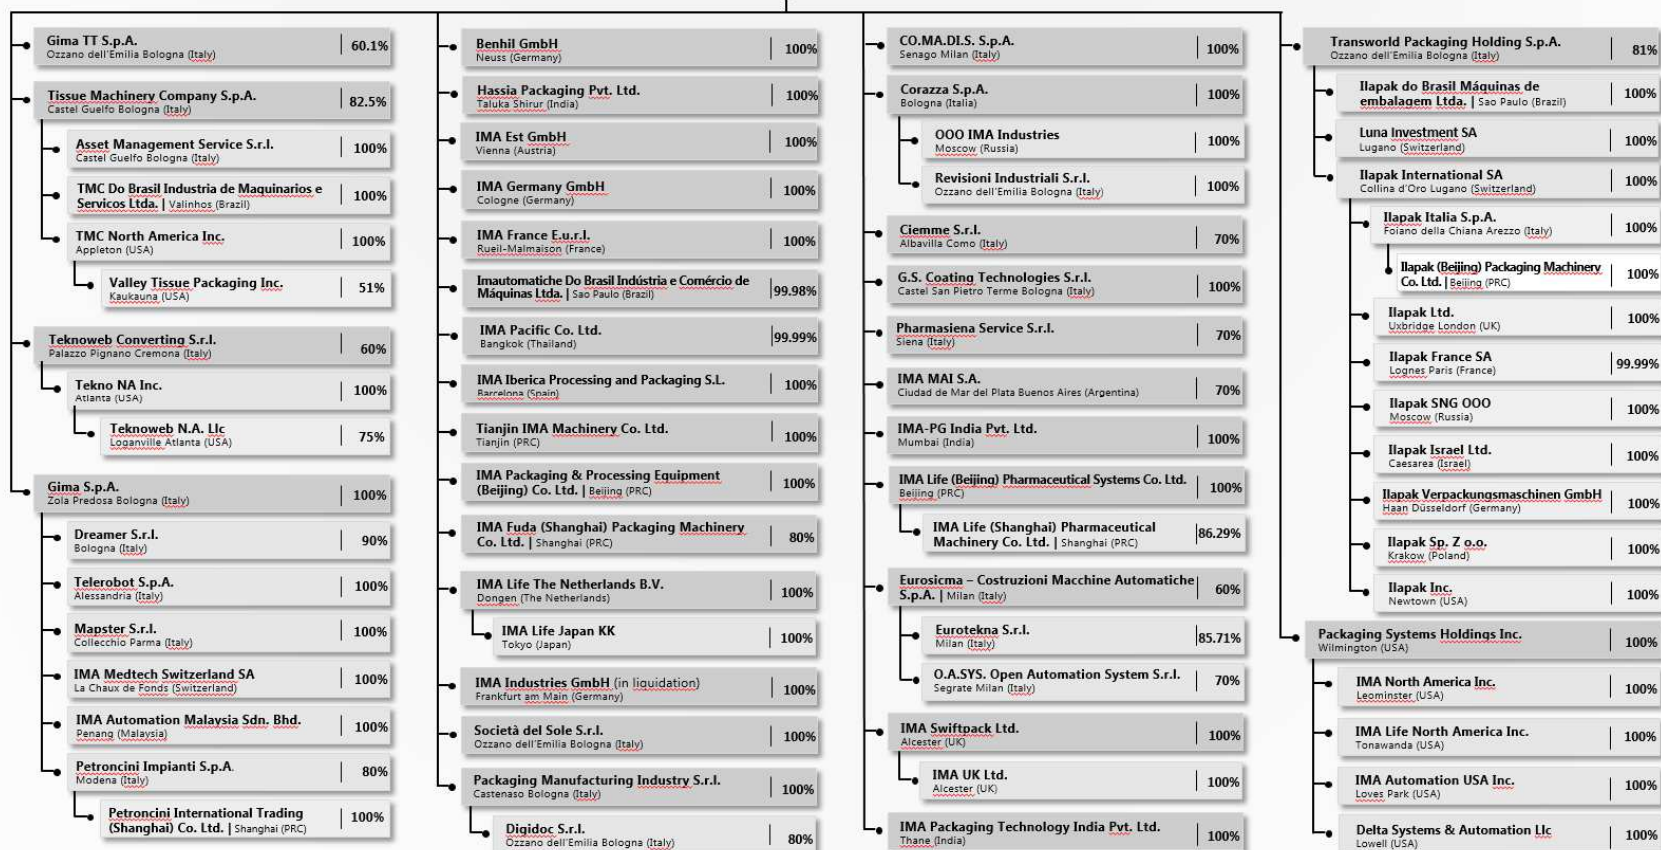 Gima TT S.p.A.
Ozzano dell'Emilia Bologna (Italy)
60.1%
Tissue Machinery Company S.p.A.
Castel Guelfo Bologna (Italy)
82.5%
Asset Management Service S.r.l.
Castel Guelfo Bologna (Italy)
100%
TMC Do Brasil Industria de Maquinarios e
Servicos Ltda. | Valinhos (Brazil)
100%
TMC North America Inc.
Appleton (USA)
100%
Valley Tissue Packaging Inc.
Kaukauna (USA)
51%
Teknoweb Converting S.r.l.
Palazzo Pignano Cremona (Italy)
60%
Tekno NA Inc.
Atlanta (USA)
100%
Teknoweb N.A. Llc
Loganville Atlanta (USA)
75%
Gima S.p.A.
Zola Predosa Bologna (Italy)
100%
Dreamer S.r.l.
Bologna (Italy)
90%
Telerobot S.p.A.
Alessandria (Italy)
100%
Mapster S.r.l.
Collecchio Parma (Italy)
100%
IMA Medtech Switzerland SA
La Chaux de Fonds (Switzerland)
100%
IMA Automation Malaysia Sdn. Bhd.
Penang (Malaysia)
100%
Petroncini Impianti S.p.A.
Modena (Italy)
80%
Petroncini International Trading
(Shanghai) Co. Ltd. | Shanghai (PRC)
100%
Benhil GmbH
Neuss (Germany)
100%
Hassia Packaging Pvt. Ltd.
Taluka Shirur (India)
100%
IMA Est GmbH
Vienna (Austria)
100%
IMA Germany GmbH
Cologne (Germany)
100%
IMA France E.u.r.l.
Rueil-Malmaison (France)
100%
Imautomatiche Do Brasil Indústria e Comércio de
Máquinas Ltda. | Sao Paulo (Brazil)
99.98%
IMA Pacific Co. Ltd.
Bangkok (Thailand)
99.99%
IMA Iberica Processing and Packaging S.L.
Barcelona (Spain)
100%
Tianjin IMA Machinery Co. Ltd.
Tianjin (PRC)
100%
IMA Packaging & Processing Equipment
(Beijing) Co. Ltd. | Beijing (PRC)
100%
IMA Fuda (Shanghai) Packaging Machinery
Co. Ltd. | Shanghai (PRC)
80%
IMA Life The Netherlands B.V.
Dongen (The Netherlands)
100%
IMA Life Japan KK
Tokyo (Japan)
100%
IMA Industries GmbH (in liquidation)
Frankfurt am Main (Germany)
100%
Società del Sole S.r.l.
Ozzano dell'Emilia Bologna (Italy)
100%
Packaging Manufacturing Industry S.r.l.
Castenaso Bologna (Italy)
100%
Digidoc S.r.l.
Ozzano dell'Emilia Bologna (Italy)
80%
CO.MA.DI.S. S.p.A.
Senago Milan (Italy)
100%
Corazza S.p.A.
Bologna (Italia)
100%
OOO IMA Industries
Moscow (Russia)
100%
Revisioni Industriali S.r.l.
Ozzano dell'Emilia Bologna (Italy)
100%
Ciemme S.r.l.
Albavilla Como (Italy)
70%
G.S. Coating Technologies S.r.l.
Castel San Pietro Terme Bologna (Italy)
100%
Pharmasiena Service S.r.l.
Siena (Italy)
70%
IMA MAI S.A.
Ciudad de Mar del Plata Buenos Aires (Argentina)
70%
IMA-PG India Pvt. Ltd.
Mumbai (India)
100%
IMA Life (Beijing) Pharmaceutical Systems Co. Ltd.
Beijing (PRC)
100%
IMA Life (Shanghai) Pharmaceutical
Machinery Co. Ltd. | Shanghai (PRC)
86.29%
Eurosicma – Costruzioni Macchine Automatiche
S.p.A. | Milan (Italy)
60%
Eurotekna S.r.l.
Milan (Italy)
85.71%
O.A.SYS. Open Automation System S.r.l.
Segrate Milan (Italy)
70%
IMA Swiftpack Ltd.
Alcester (UK)
100%
IMA UK Ltd.
Alcester (UK)
100%
IMA Packaging Technology India Pvt. Ltd.
Thane (India)
100%
Transworld Packaging Holding S.p.A.
Ozzano dell'Emilia Bologna (Italy)
81%
Ilapak do Brasil Máquinas de
embalagem Ltda. | Sao Paulo (Brazil)
100%
Luna Investment SA
Lugano (Switzerland)
100%
Ilapak International SA
Collina d'Oro Lugano (Switzerland)
100%
Ilapak Italia S.p.A.
Foiano della Chiana Arezzo (Italy)
100%
Ilapak (Beijing) Packaging Machinery
Co. Ltd. | Beijing (PRC)
100%
Ilapak Ltd.
Uxbridge London (UK)
100%
Ilapak France SA
Lognes Paris (France)
99.99%
Ilapak SNG OOO
Moscow (Russia)
100%
Ilapak Israel Ltd.
Caesarea (Israel)
100%
Ilapak Verpackungsmaschinen GmbH
Haan Düsseldorf (Germany)
100%
Ilapak Sp. Z o.o.
Krakow (Poland)
100%
Ilapak Inc.
Newtown (USA)
100%
Packaging Systems Holdings Inc.
Wilmington (USA)
100%
IMA North America Inc.
Leominster (USA)
100%
IMA Life North America Inc.
Tonawanda (USA)
100%
IMA Automation USA Inc.
Loves Park (USA)
100%
Delta Systems & Automation Llc
Lowell (USA)
100%